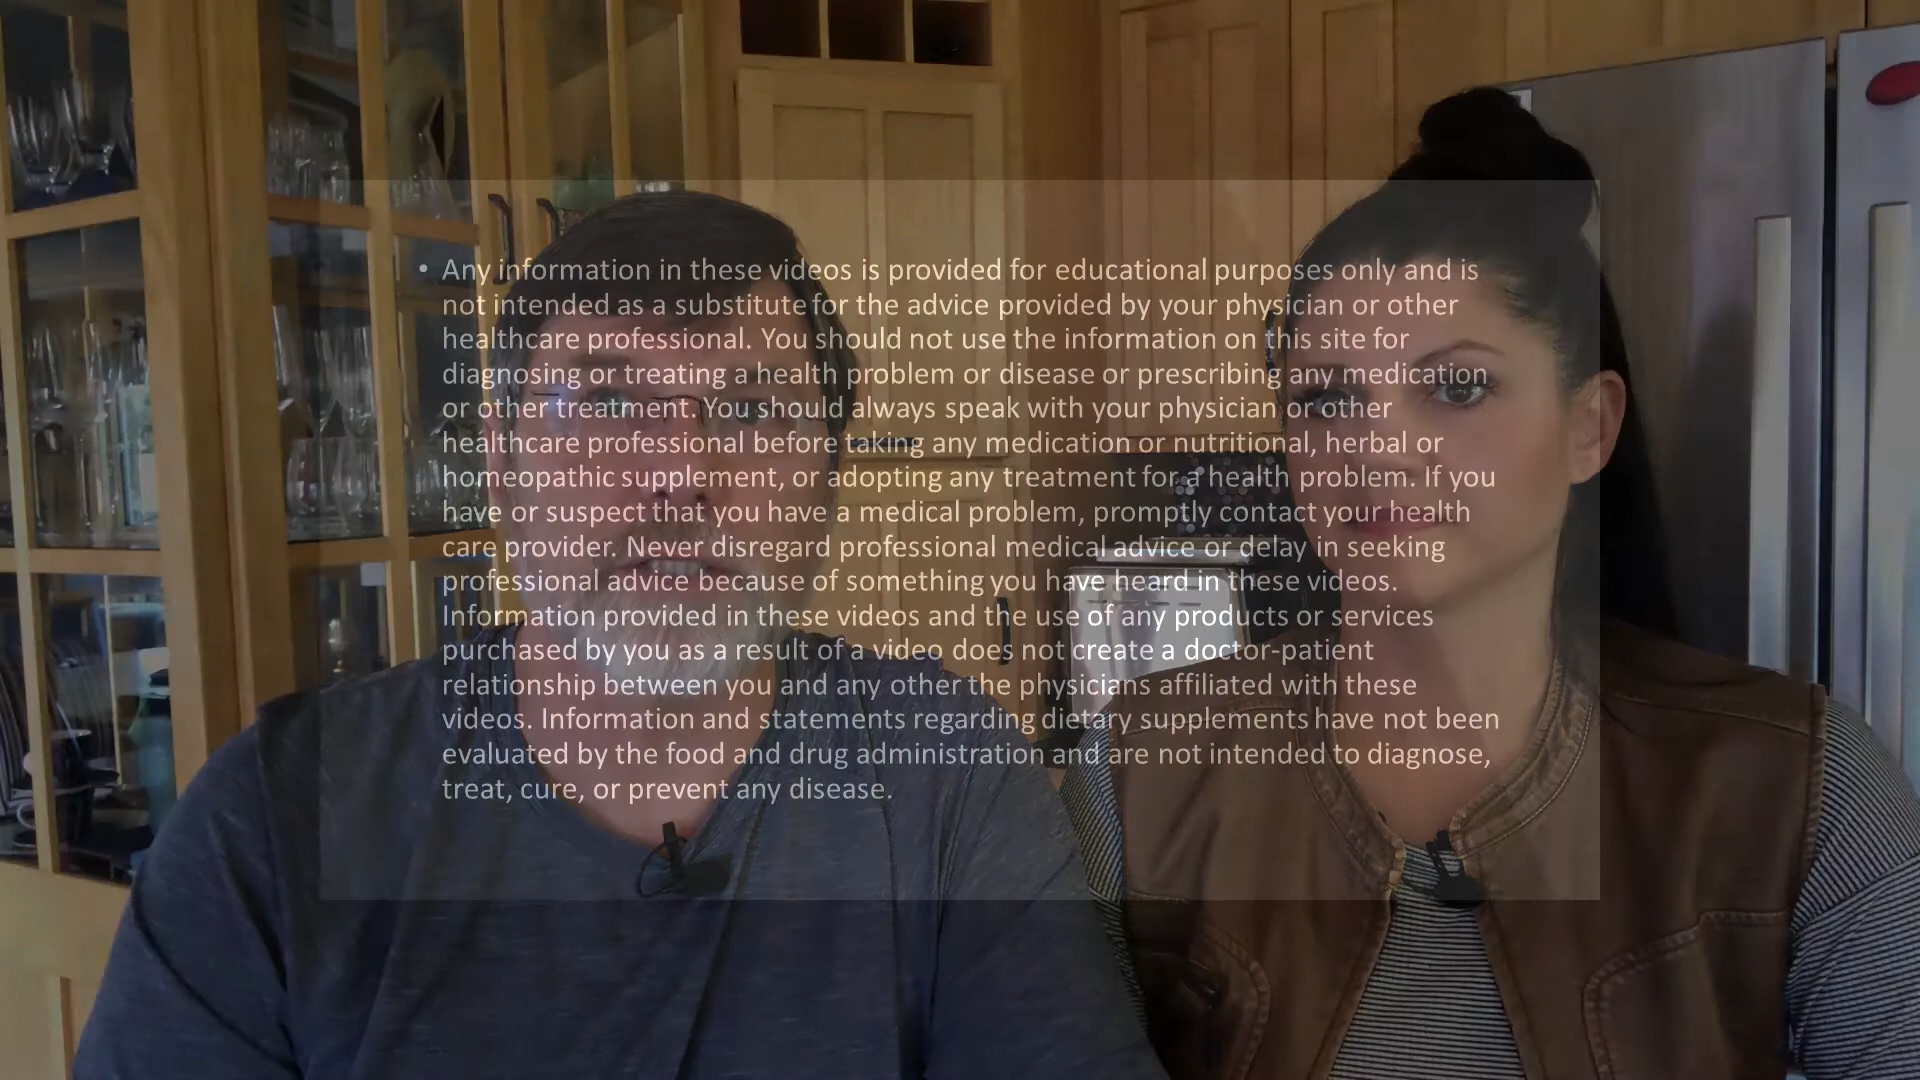 • Any information in these videos is provided for educational purposes only and is
not intended as a substitute for the advice provided by your physician or other
healthcare professional. You should not use the information on this site for
diagnosing or treating a health problem or disease or prescribing any medication
or other treatment. You should always speak with your physician or other
healthcare professional before taking any medication or nutritional, herbal or
homeopathic supplement, or adopting any treatment for a health problem. If you
have or suspect that you have a medical problem, promptly contact your health
care provider. Never disregard professional medical advice or delay in seeking
professional advice because of something you have heard in these videos.
Information provided in these videos and the use of any products or services
purchased by you as a result of a video does not create a doctor-patient
relationship between you and any other the physicians affiliated with these
videos. Information and statements regarding dietary supplements have not been
evaluated by the food and drug administration and are not intended to diagnose,
treat, cure, or prevent any disease.